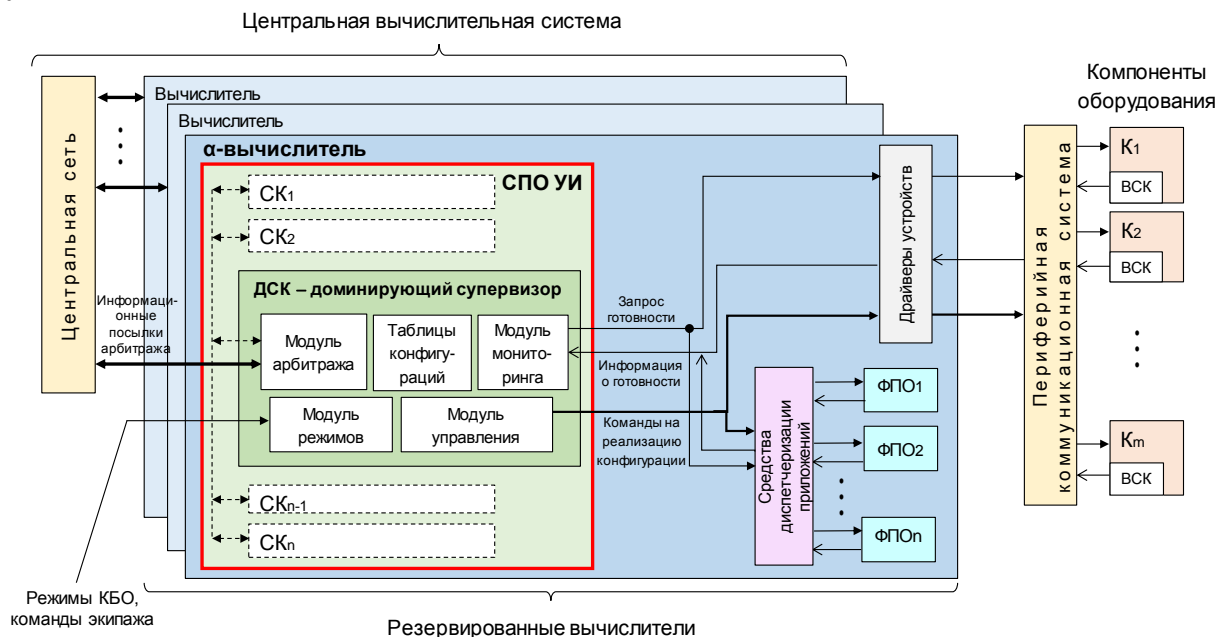 Центральная вычислительная система
Компоненты
оборудования
Центральная сеть
Вычислитель
Вычислитель
α-вычислитель
СПО УИ
СК1
СК2
ДСК – доминирующий супервизор
Модуль
арбитража
Таблицы
конфигу-
раций
Модуль
монито-
ринга
Модуль
режимов
Модуль
управления
СКn-1
СКn
Информаци-
онные
посылки
арбитража
Режимы КБО,
команды экипажа
Запрос
готовности
Информация
о готовности
Команды на
реализацию
конфигурации
Драйверы устройств
Средства
диспетчеризации
приложений
ФПО1
ФПО2
ФПОn
Периферийная
коммуникационная система
К1
ВСК
К2
ВСК
Кm
ВСК
Резервированные вычислители